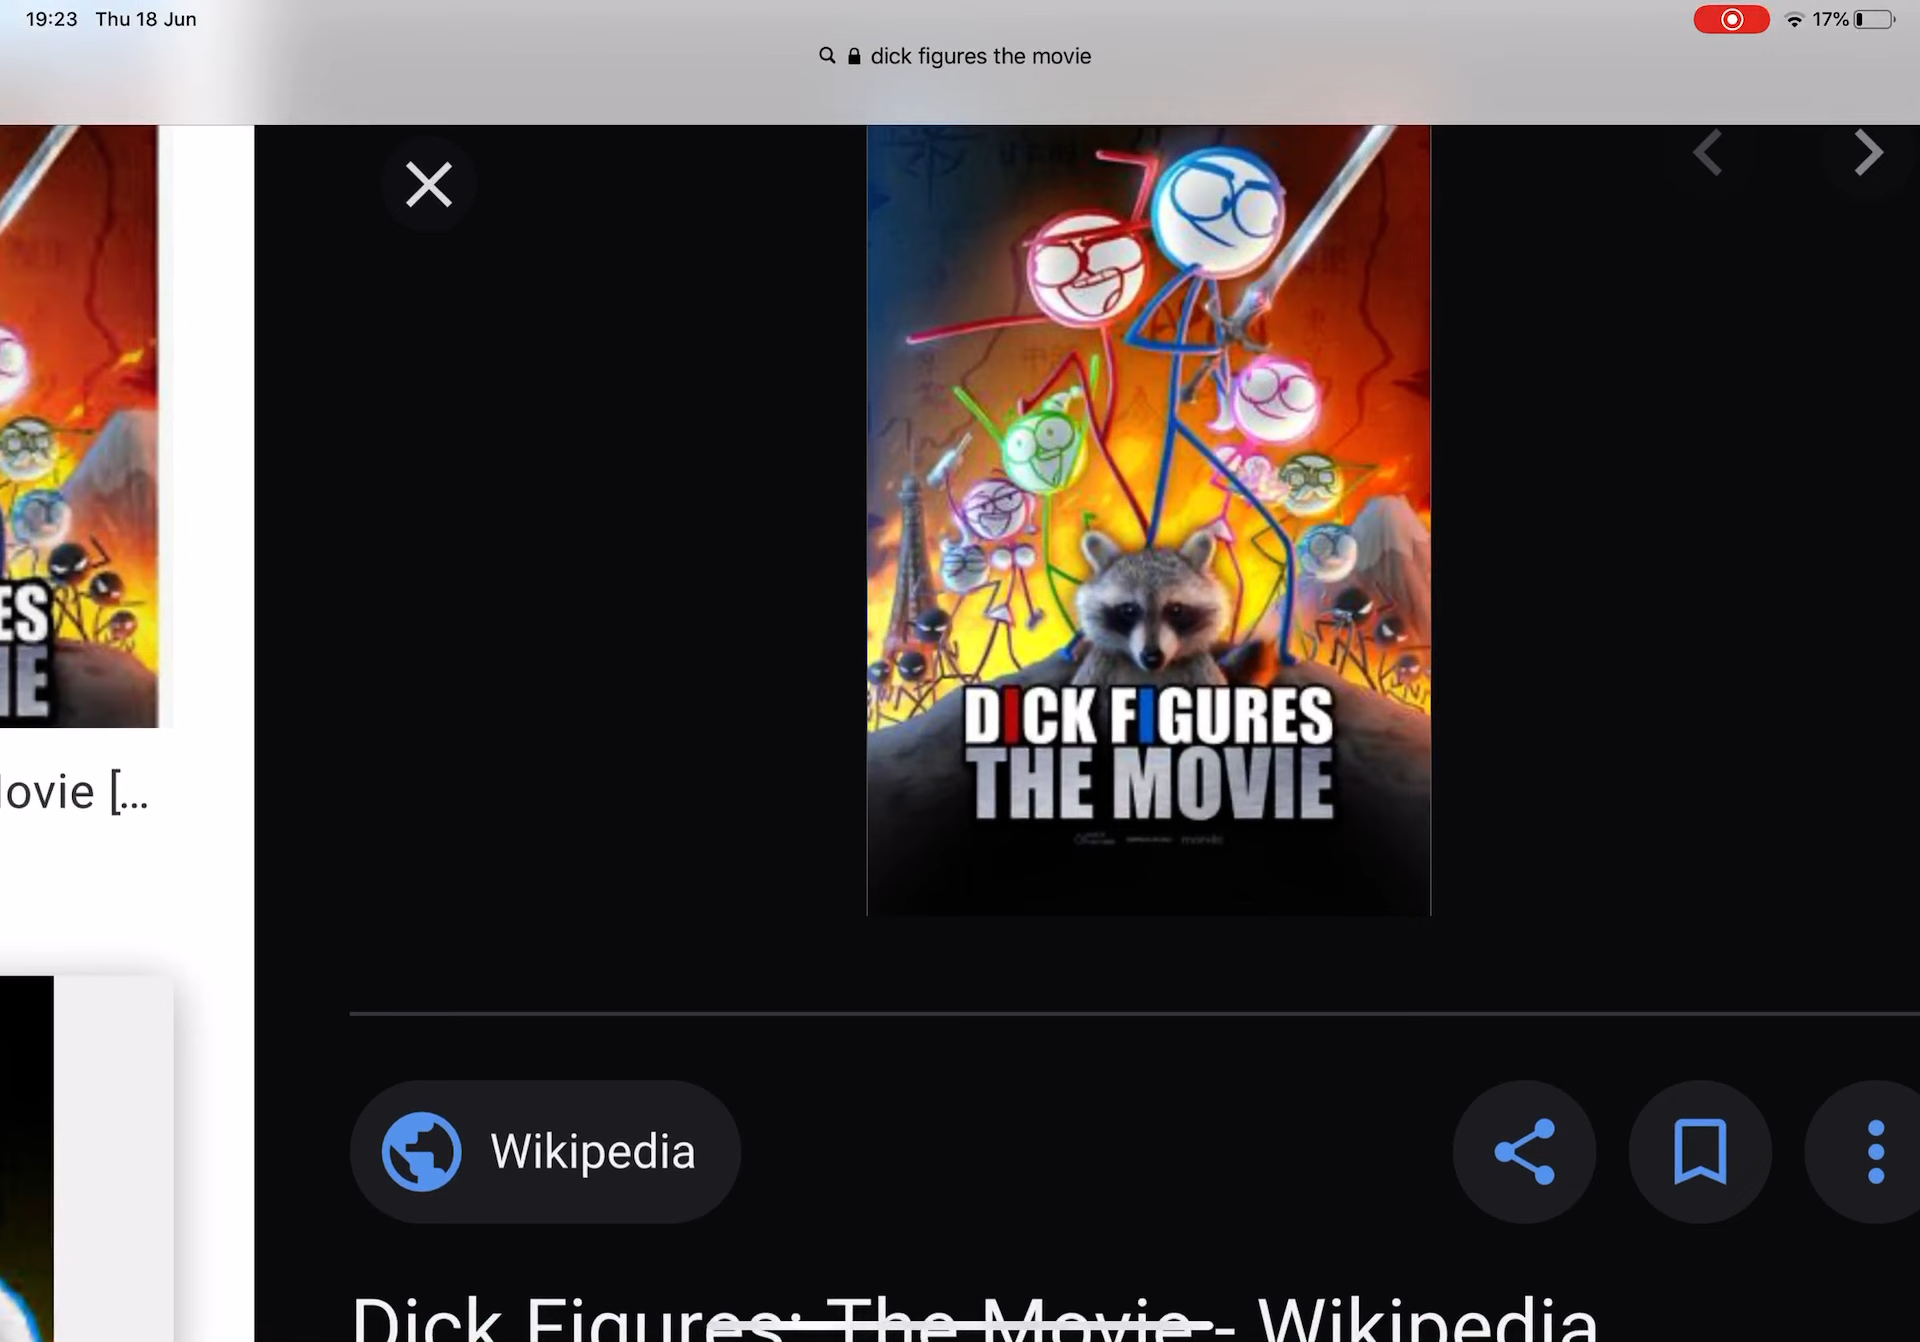 19:23 Thu 18 Jun
17%
dick figures the movie
DICK FIGURES
THE MOVIE
ES
IE
ovie [...
Wikipedia
Dick Figures: The Movie - Wikipedia